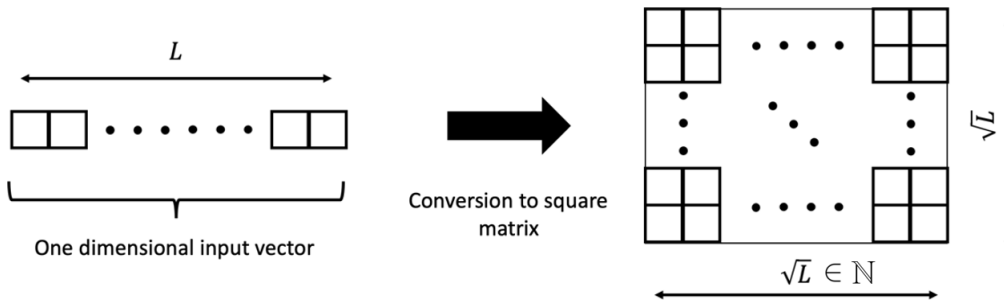 L
One dimensional input vector
Conversion to square
matrix
√L
√L ∈ ℕ